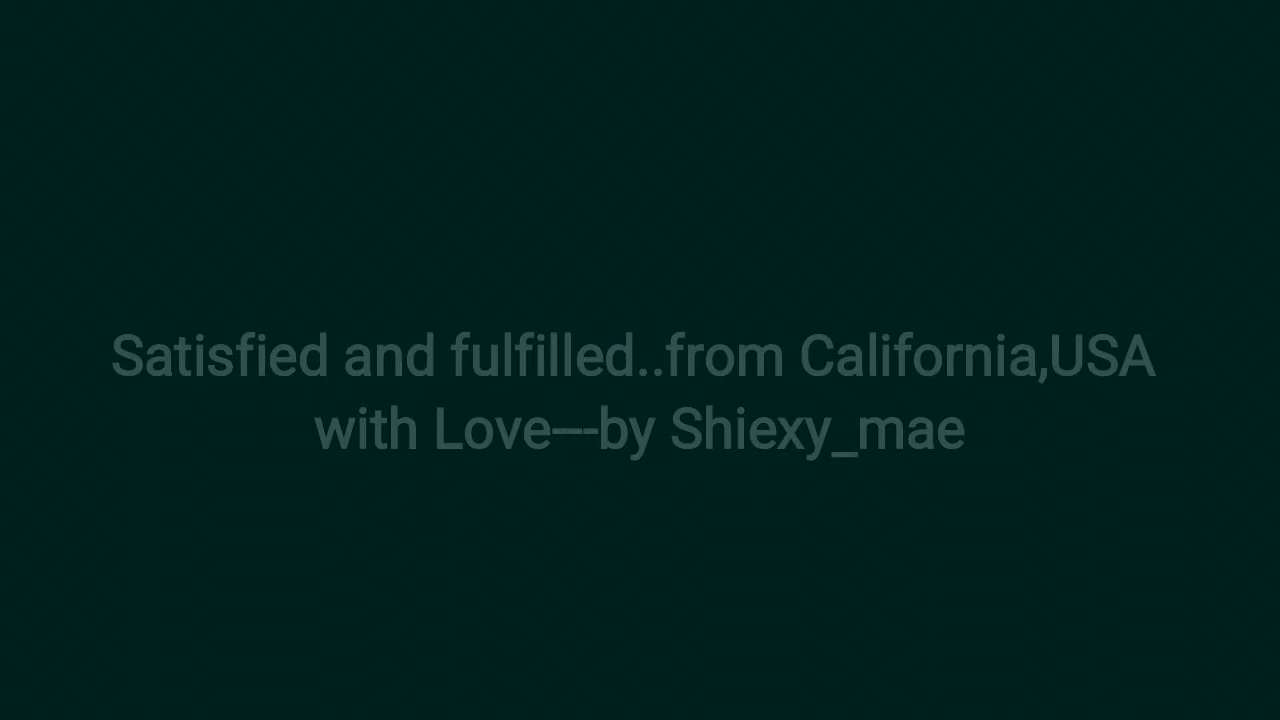 Satisfied and fulfilled..from California,USA
with Love---by Shiexy_mae